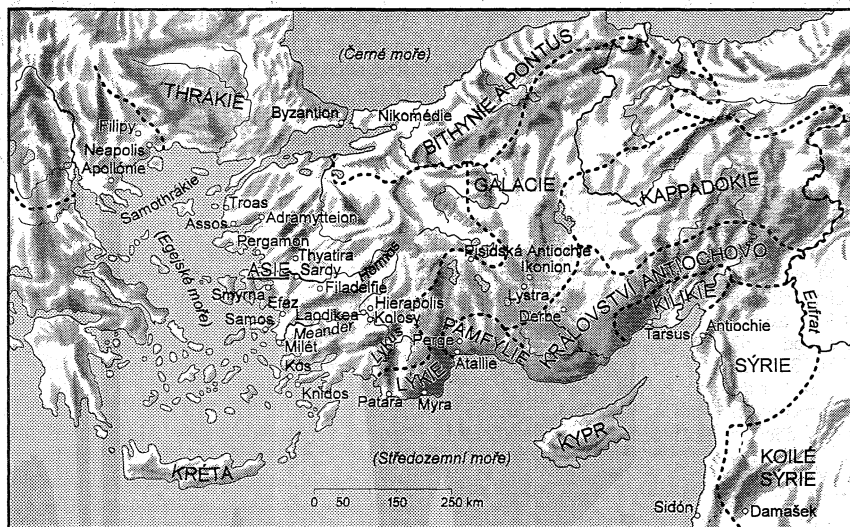 (Černé moře)
THRÁKIE
Byzantion
Nikomédie
BITHYNIE A PONTUS
Filipy
Neapolis
Apollónie
Samothrákie
GALACIE
KAPPADOKIE
Troas
Assos
Adramytteion
(Egejské moře)
Pergamon
Thyatira
ASIE
Sardy
Hermos
Pisidská Antiochie
Ikonion
KRÁLOVSTVÍ ANTIOCHOVO
Smyrna
Filadelfie
Efez
Hierapolis
Laodikea
Kolosy
Lystra
KILIKIE
Samos
Meander
Derbe
Eufrat
Milét
LYKIE
Perge
PAMFYLIE
Tarsus
Antiochie
Atallie
Kós
LYKIE
SÝRIE
Knidos
Patara
Myra
KYPR
KRÉTA
(Středozemní moře)
KOILÉ
SÝRIE
0 50 150 250 km
Sidón
Damašek